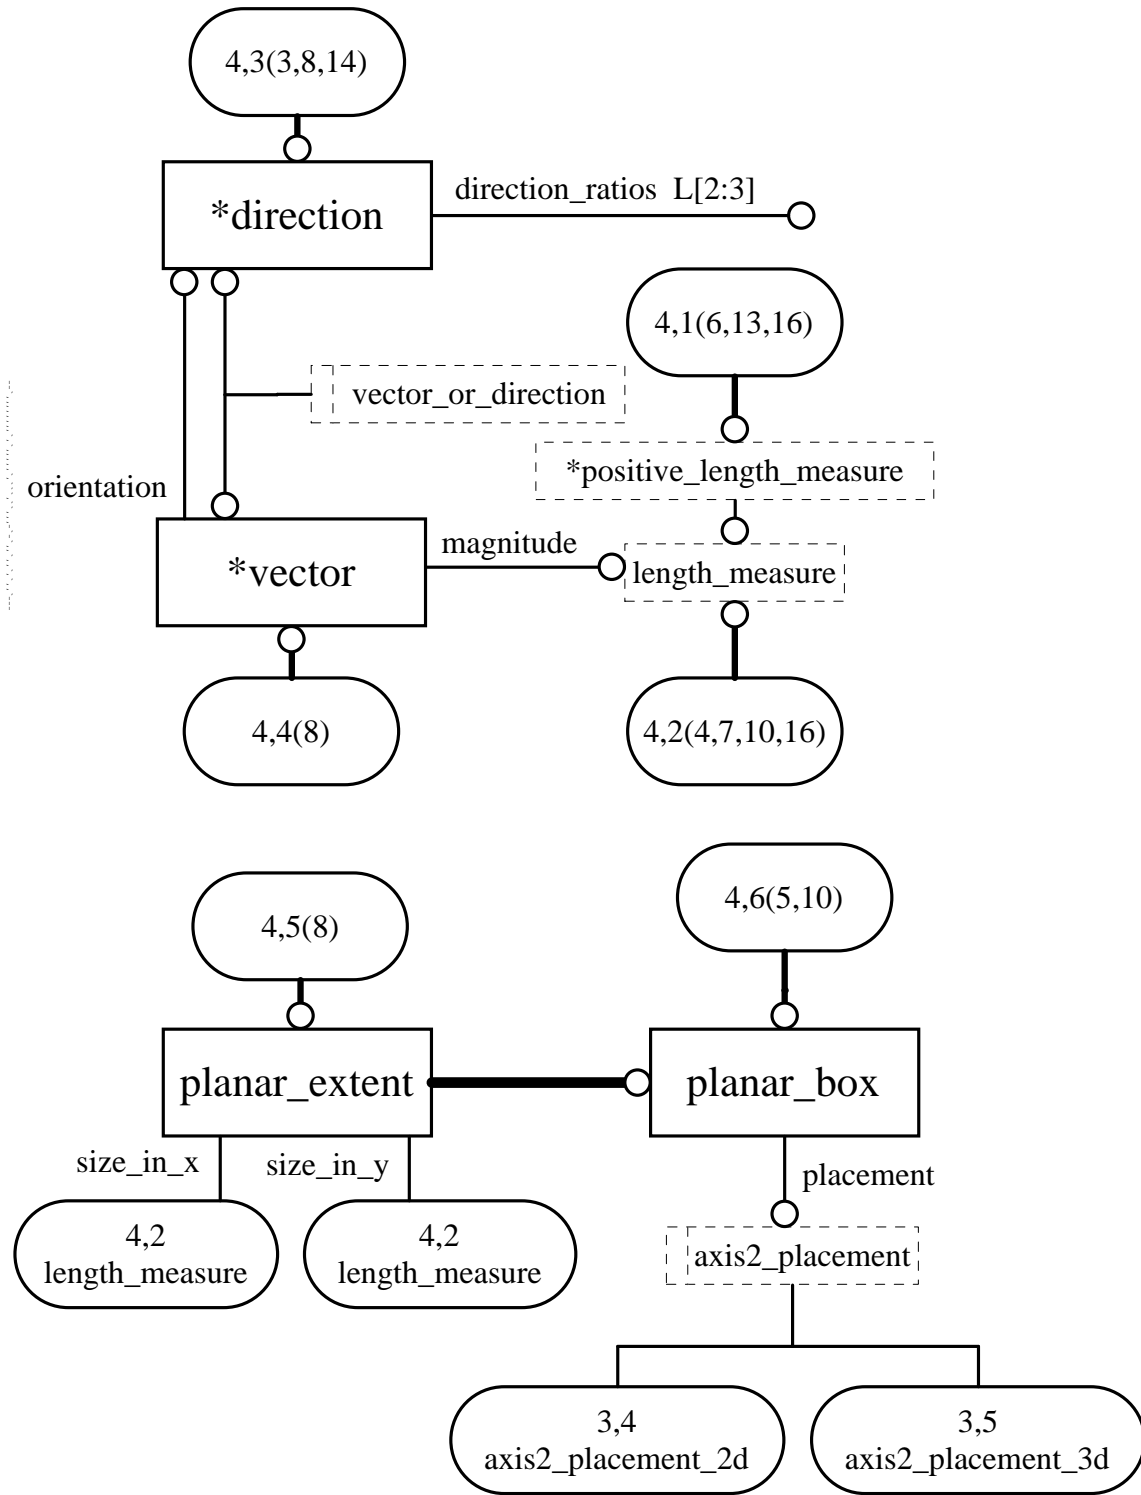 4,3(3,8,14)
*direction
direction_ratios L[2:3]
4,1(6,13,16)
vector_or_direction
*positive_length_measure
orientation
*vector
magnitude
length_measure
4,4(8)
4,2(4,7,10,16)
4,5(8)
4,6(5,10)
planar_extent
planar_box
size_in_x
size_in_y
placement
4,2
length_measure
4,2
length_measure
axis2_placement
3,4
axis2_placement_2d
3,5
axis2_placement_3d